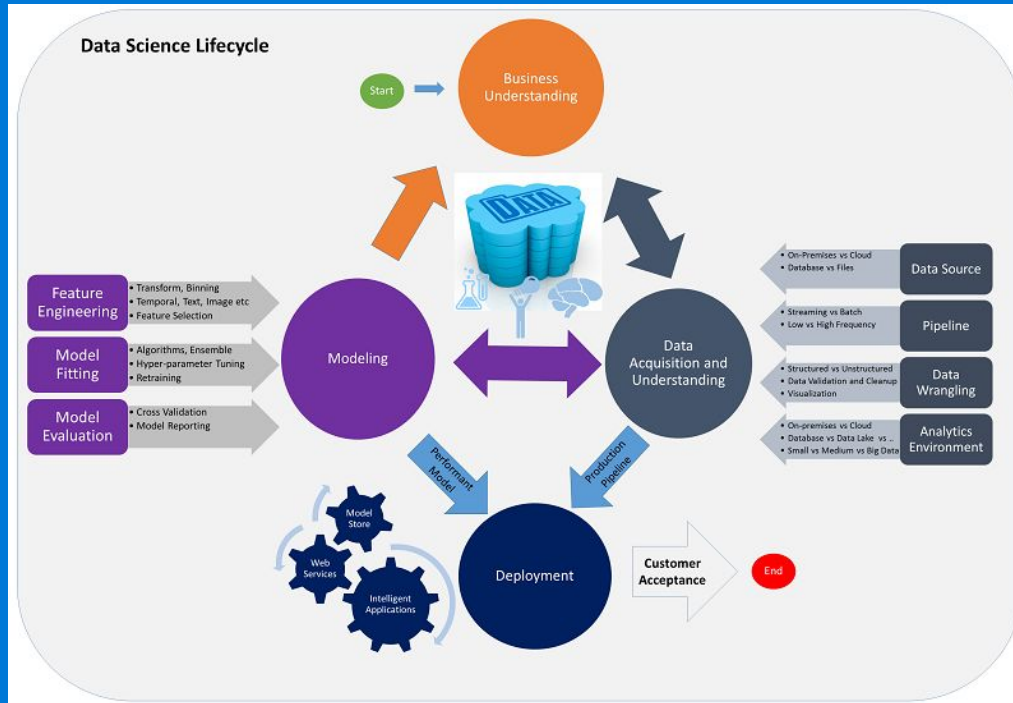 Data Science Lifecycle
Start
Business
Understanding
DATA
Feature
Engineering
• Transform, Binning
• Temporal, Text, Image etc
• Feature Selection
Model
Fitting
• Algorithms, Ensemble
• Hyper-parameter Tuning
• Retraining
Model
Evaluation
• Cross Validation
• Model Reporting
Modeling
Data
Acquisition and
Understanding
• On-Premises vs Cloud
• Database vs Files
Data Source
• Streaming vs Batch
• Low vs High Frequency
Pipeline
• Structured vs Unstructured
• Data Validation and Cleanup
• Visualization
Data
Wrangling
• On-premises vs Cloud
• Database vs Data Lake vs ..
• Small vs Medium vs Big Data
Analytics
Environment
Performant
Model
Production
Pipeline
Model
Store
Web
Services
Intelligent
Applications
Deployment
Customer
Acceptance
End